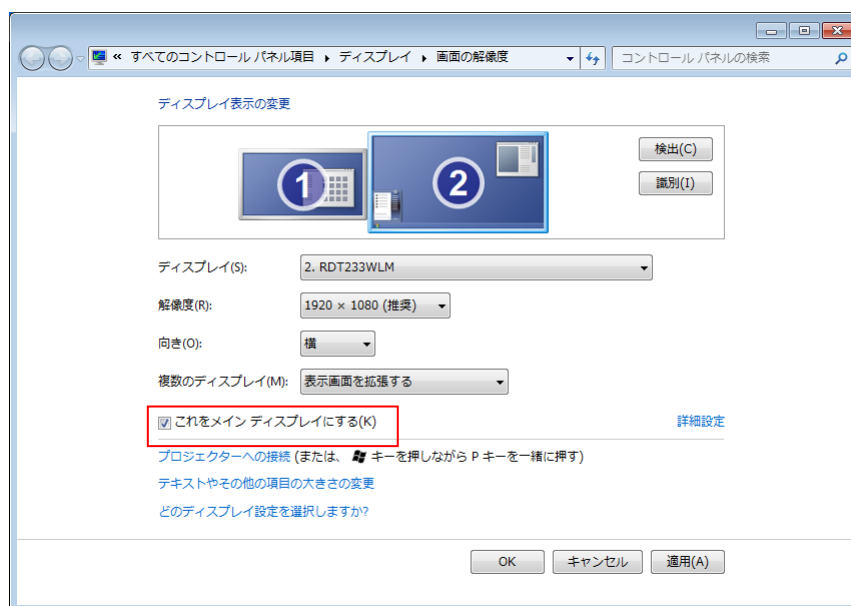 « すべてのコントロール パネル項目 ▸ ディスプレイ ▸ 画面の解像度
コントロール パネルの検索
ディスプレイ表示の変更
1
2
検出(C)
識別(I)
ディスプレイ(S): 2. RDT233WLM
解像度(R): 1920 × 1080 (推奨)
向き(O): 横
複数のディスプレイ(M): 表示画面を拡張する
これをメイン ディスプレイにする(K)
詳細設定
プロジェクターへの接続 (または、 キーを押しながら P キーを一緒に押す)
テキストやその他の項目の大きさの変更
どのディスプレイ設定を選択しますか?
OK キャンセル 適用(A)